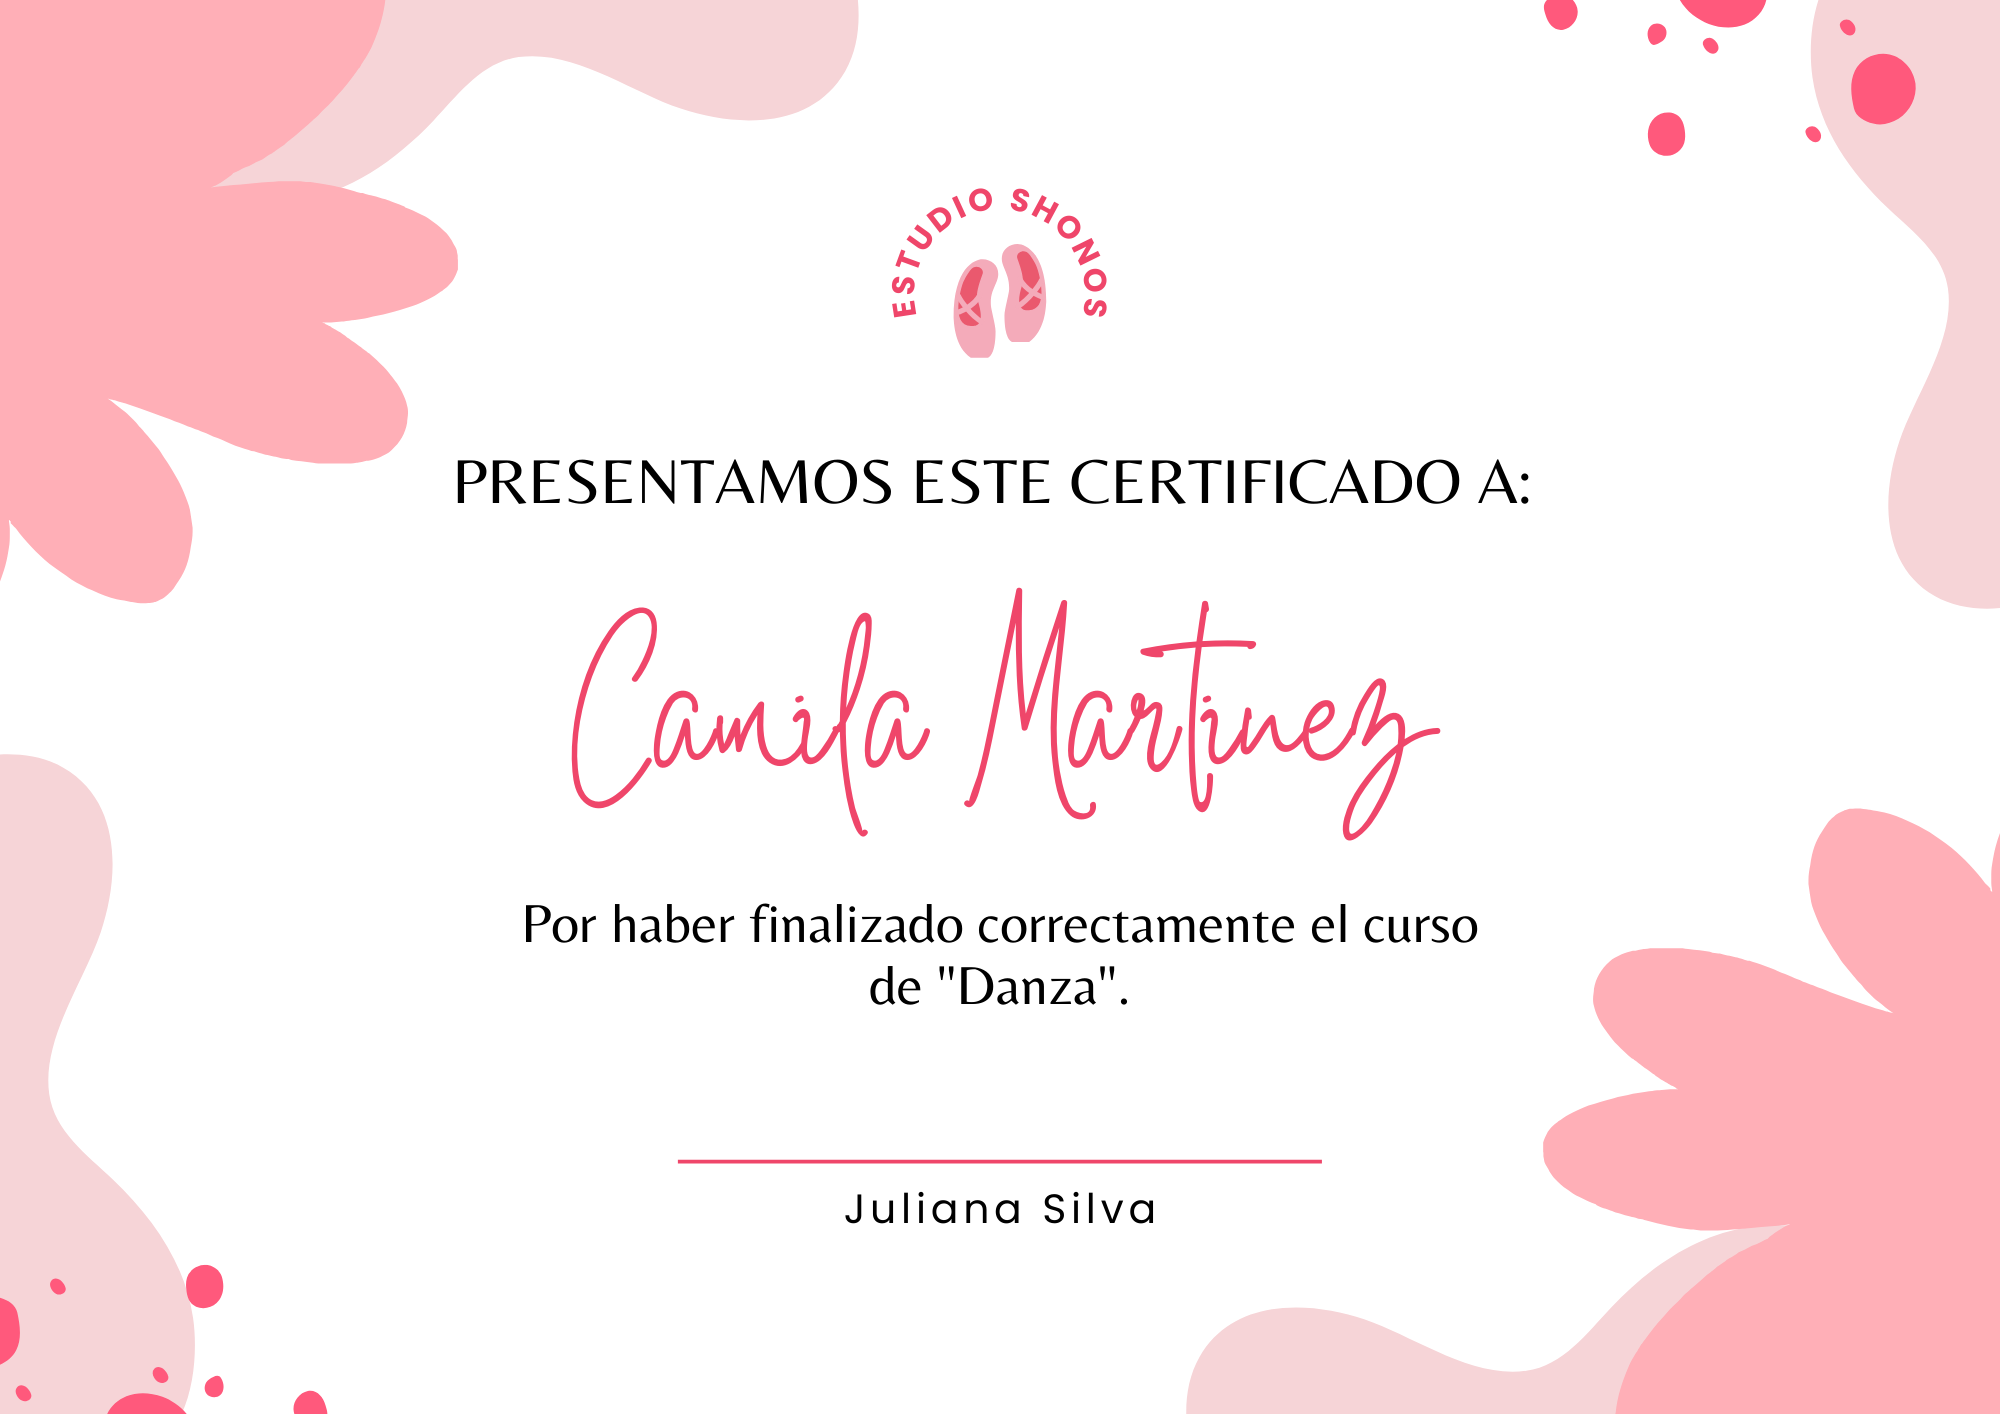 ESTUDIO SHONOS
PRESENTAMOS ESTE CERTIFICADO A:
Camila Martinez
Por haber finalizado correctamente el curso
de "Danza".
Juliana Silva